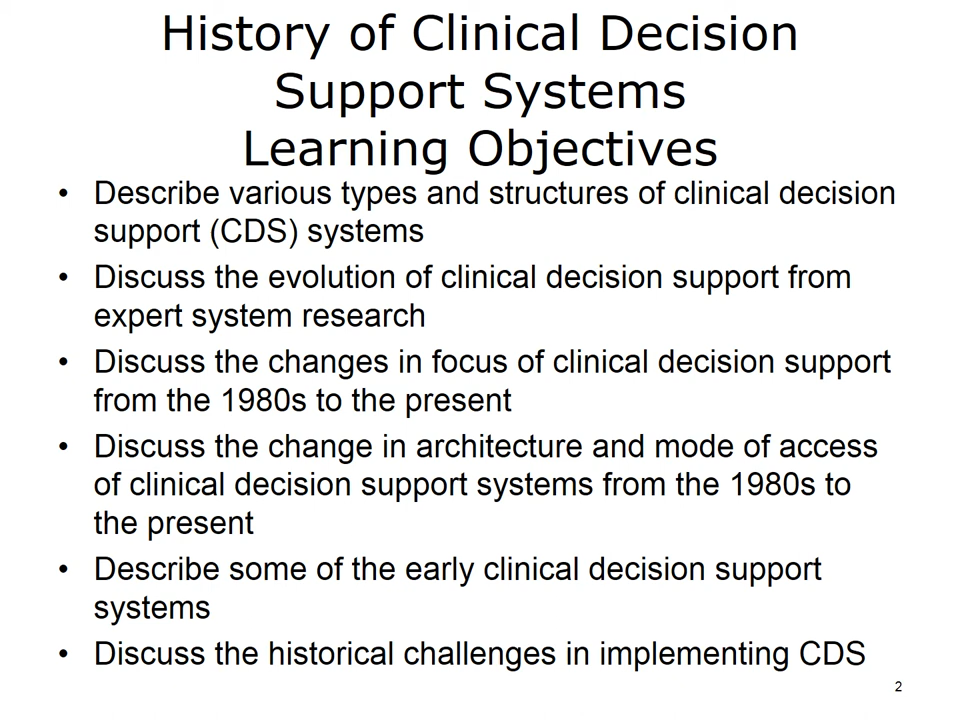 History of Clinical Decision
Support Systems
Learning Objectives
• Describe various types and structures of clinical decision
support (CDS) systems
• Discuss the evolution of clinical decision support from
expert system research
• Discuss the changes in focus of clinical decision support
from the 1980s to the present
• Discuss the change in architecture and mode of access
of clinical decision support systems from the 1980s to
the present
• Describe some of the early clinical decision support
systems
• Discuss the historical challenges in implementing CDS
2